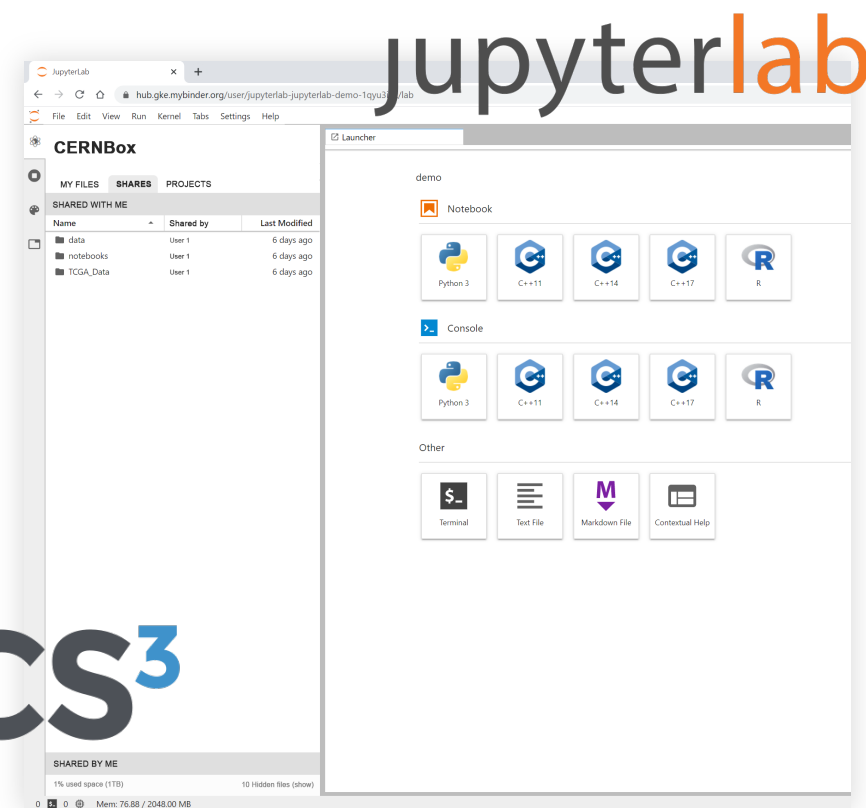 jupyterlab
JupyterLab
hub.gke.mybinder.org/user/jupyterlab-jupyterlab-demo-1qyu3 /lab
File Edit View Run Kernel Tabs Settings Help
CERNBox
MY FILES SHARES PROJECTS
SHARED WITH ME
Name Shared by Last Modified
data User 1 6 days ago
notebooks User 1 6 days ago
TCGA_Data User 1 6 days ago
SHARED BY ME
1% used space (1TB) 10 Hidden files (show)
Launcher
demo
Notebook
Python 3 C++11 C++14 C++17 R
Console
Python 3 C++11 C++14 C++17 R
Other
$_ M
Terminal Text File Markdown File Contextual Help
CS3
0 0 Mem: 76.88 / 2048.00 MB